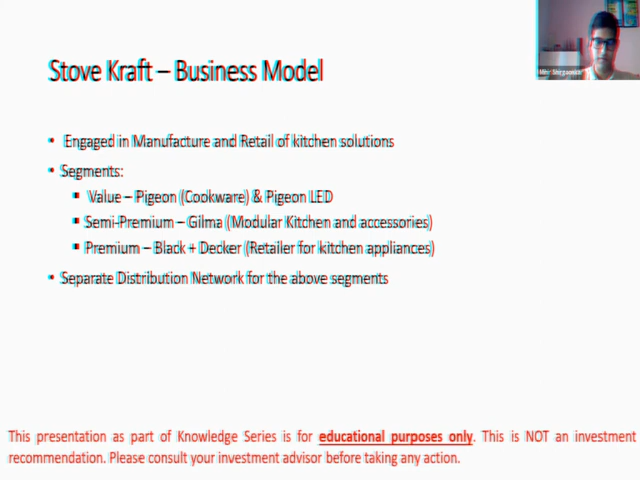 Stove Kraft – Business Model
• Engaged in Manufacture and Retail of kitchen solutions
• Segments:
▪ Value – Pigeon (Cookware) & Pigeon LED
▪ Semi-Premium – Gilma (Modular Kitchen and accessories)
▪ Premium – Black + Decker (Retailer for kitchen appliances)
• Separate Distribution Network for the above segments
This presentation as part of Knowledge Series is for educational purposes only. This is NOT an investment
recommendation. Please consult your investment advisor before taking any action.